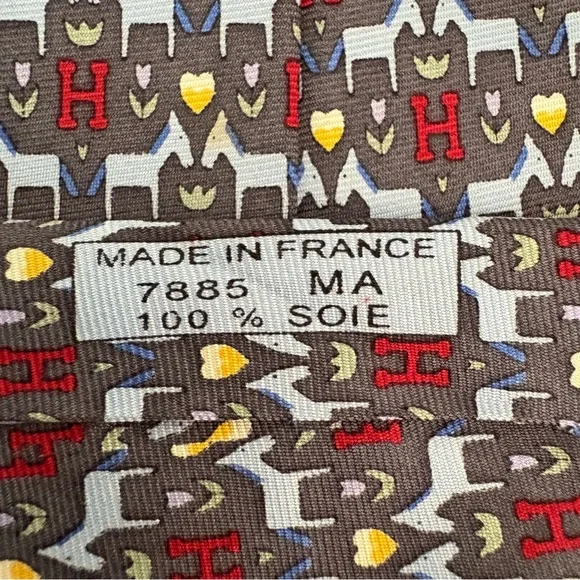 H H H
MADE IN FRANCE
7885 MA
100 % SOIE
H H
H H H
H